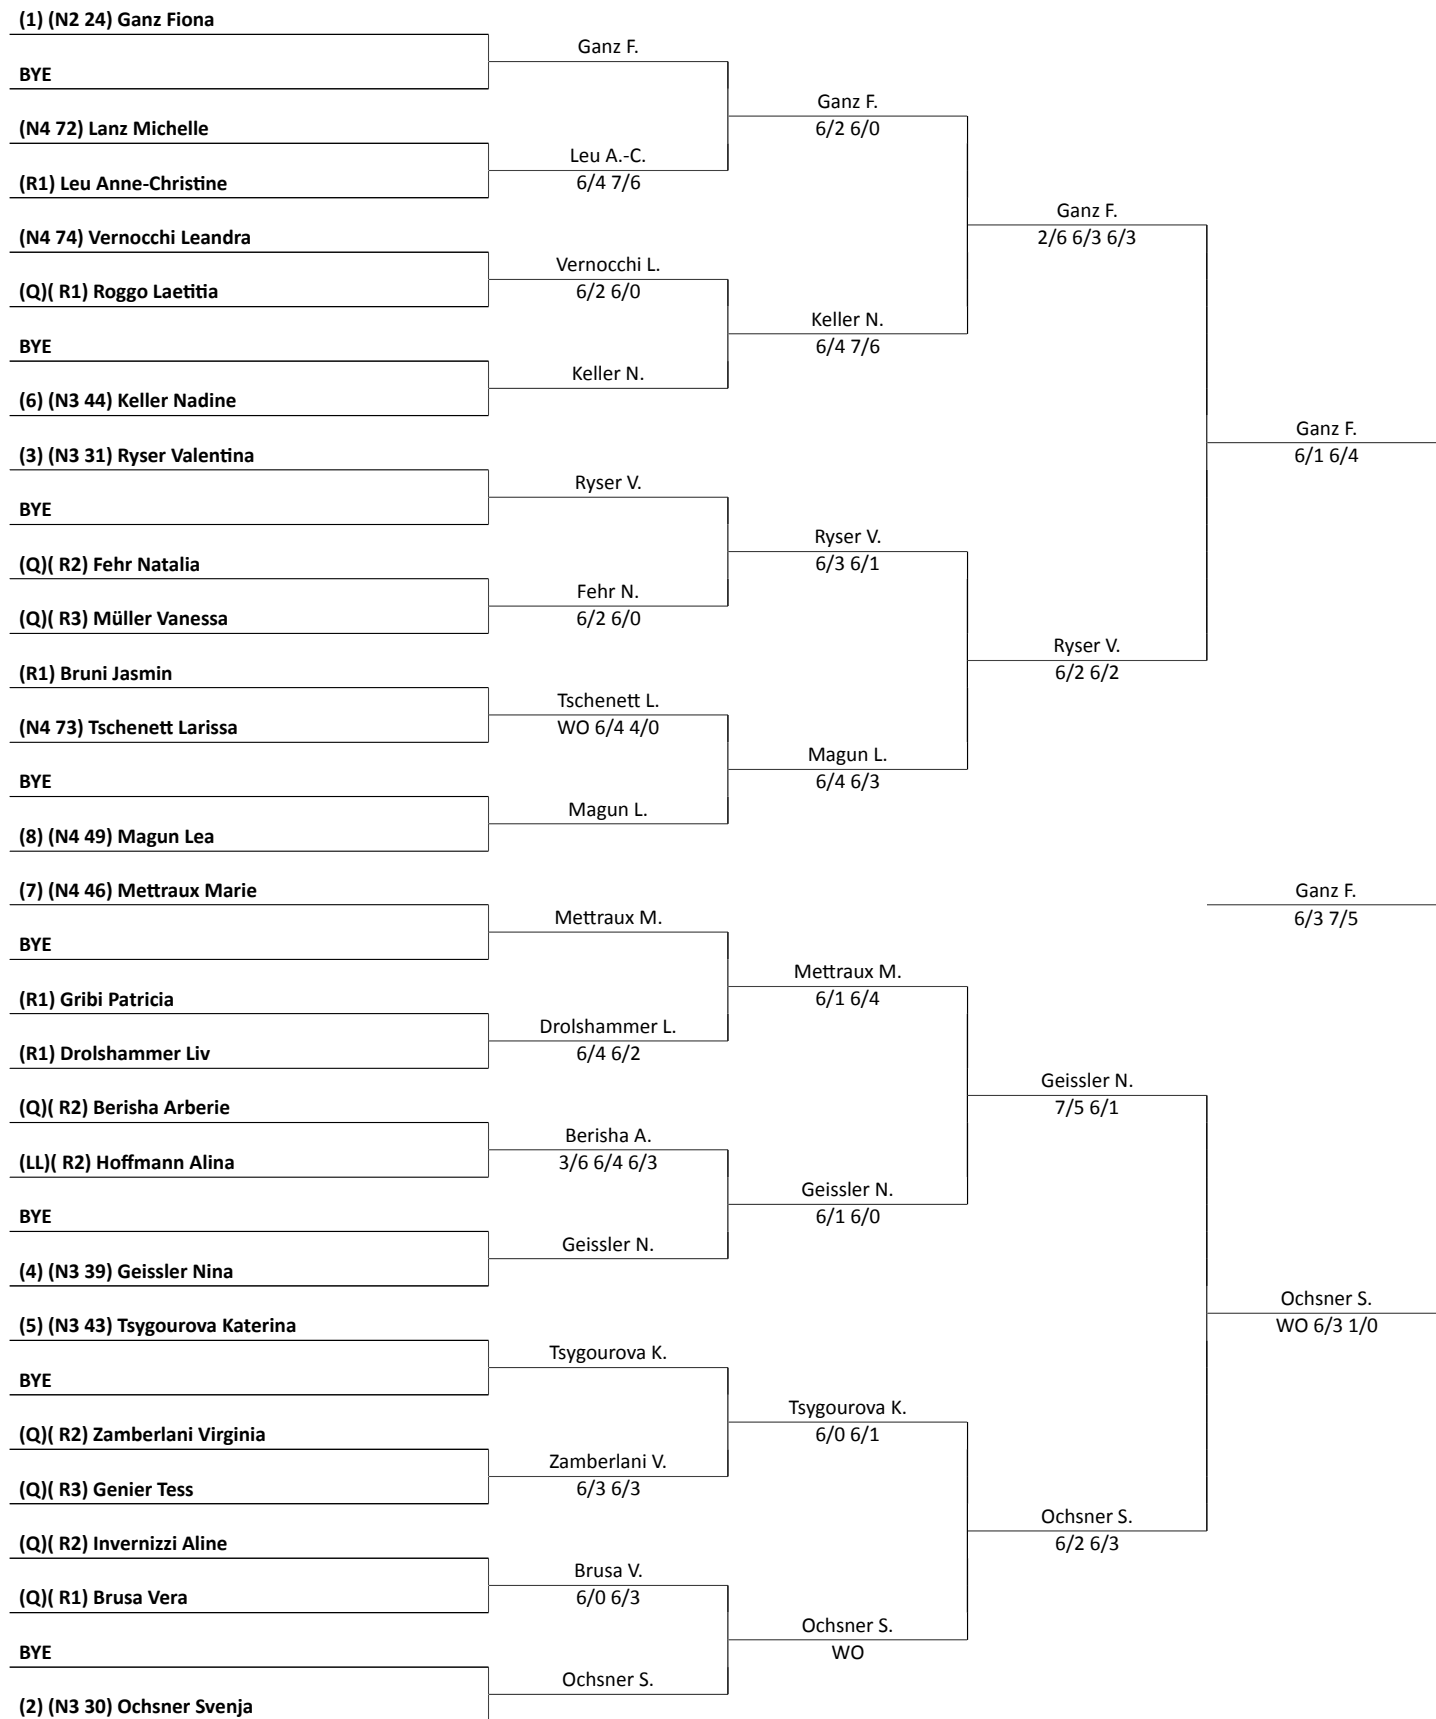 (1) (N2 24) Ganz Fiona
Ganz F.
BYE
Ganz F.
6/2 6/0
(N4 72) Lanz Michelle
Leu A.-C.
6/4 7/6
(R1) Leu Anne-Christine
Ganz F.
2/6 6/3 6/3
(N4 74) Vernocchi Leandra
Vernocchi L.
6/2 6/0
(Q)( R1) Roggo Laetitia
Keller N.
6/4 7/6
BYE
Keller N.
(6) (N3 44) Keller Nadine
Ganz F.
6/1 6/4
(3) (N3 31) Ryser Valentina
Ryser V.
BYE
Ryser V.
6/3 6/1
(Q)( R2) Fehr Natalia
Fehr N.
6/2 6/0
(Q)( R3) Müller Vanessa
Ryser V.
6/2 6/2
(R1) Bruni Jasmin
Tschenett L.
WO 6/4 4/0
(N4 73) Tschenett Larissa
Magun L.
6/4 6/3
BYE
Magun L.
(8) (N4 49) Magun Lea
(7) (N4 46) Mettraux Marie
Ganz F.
6/3 7/5
Mettraux M.
BYE
Mettraux M.
6/1 6/4
(R1) Gribi Patricia
Drolshammer L.
6/4 6/2
(R1) Drolshammer Liv
Geissler N.
7/5 6/1
(Q)( R2) Berisha Arberie
Berisha A.
3/6 6/4 6/3
(LL)( R2) Hoffmann Alina
Geissler N.
6/1 6/0
BYE
Geissler N.
(4) (N3 39) Geissler Nina
Ochsner S.
WO 6/3 1/0
(5) (N3 43) Tsygourova Katerina
Tsygourova K.
BYE
Tsygourova K.
6/0 6/1
(Q)( R2) Zamberlani Virginia
Zamberlani V.
6/3 6/3
(Q)( R3) Genier Tess
Ochsner S.
6/2 6/3
(Q)( R2) Invernizzi Aline
Brusa V.
6/0 6/3
(Q)( R1) Brusa Vera
Ochsner S.
WO
BYE
Ochsner S.
(2) (N3 30) Ochsner Svenja